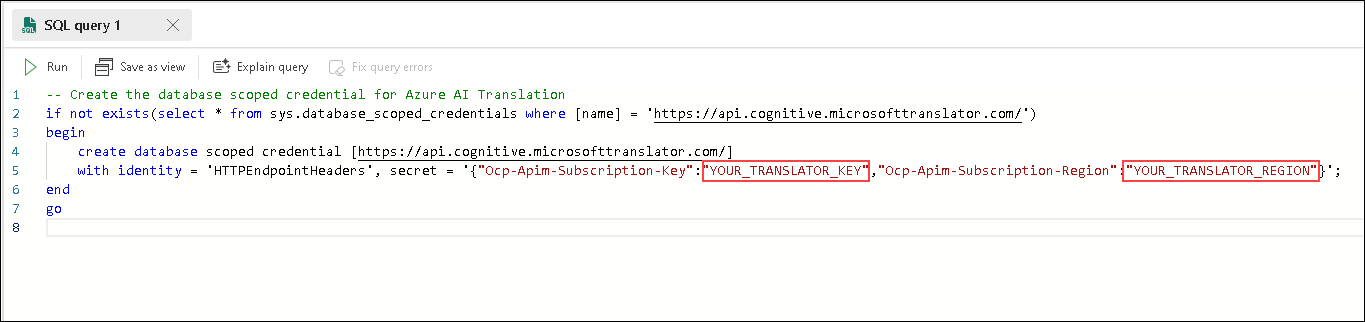 SQL query 1
Run Save as view Explain query Fix query errors
1 -- Create the database scoped credential for Azure AI Translation
2 if not exists(select * from sys.database_scoped_credentials where [name] = 'https://api.cognitive.microsofttranslator.com/')
3 begin
4 create database scoped credential [https://api.cognitive.microsofttranslator.com/]
5 with identity = 'HTTPEndpointHeaders', secret = '{"Ocp-Apim-Subscription-Key":"YOUR_TRANSLATOR_KEY","Ocp-Apim-Subscription-Region":"YOUR_TRANSLATOR_REGION"}';
6 end
7 go
8